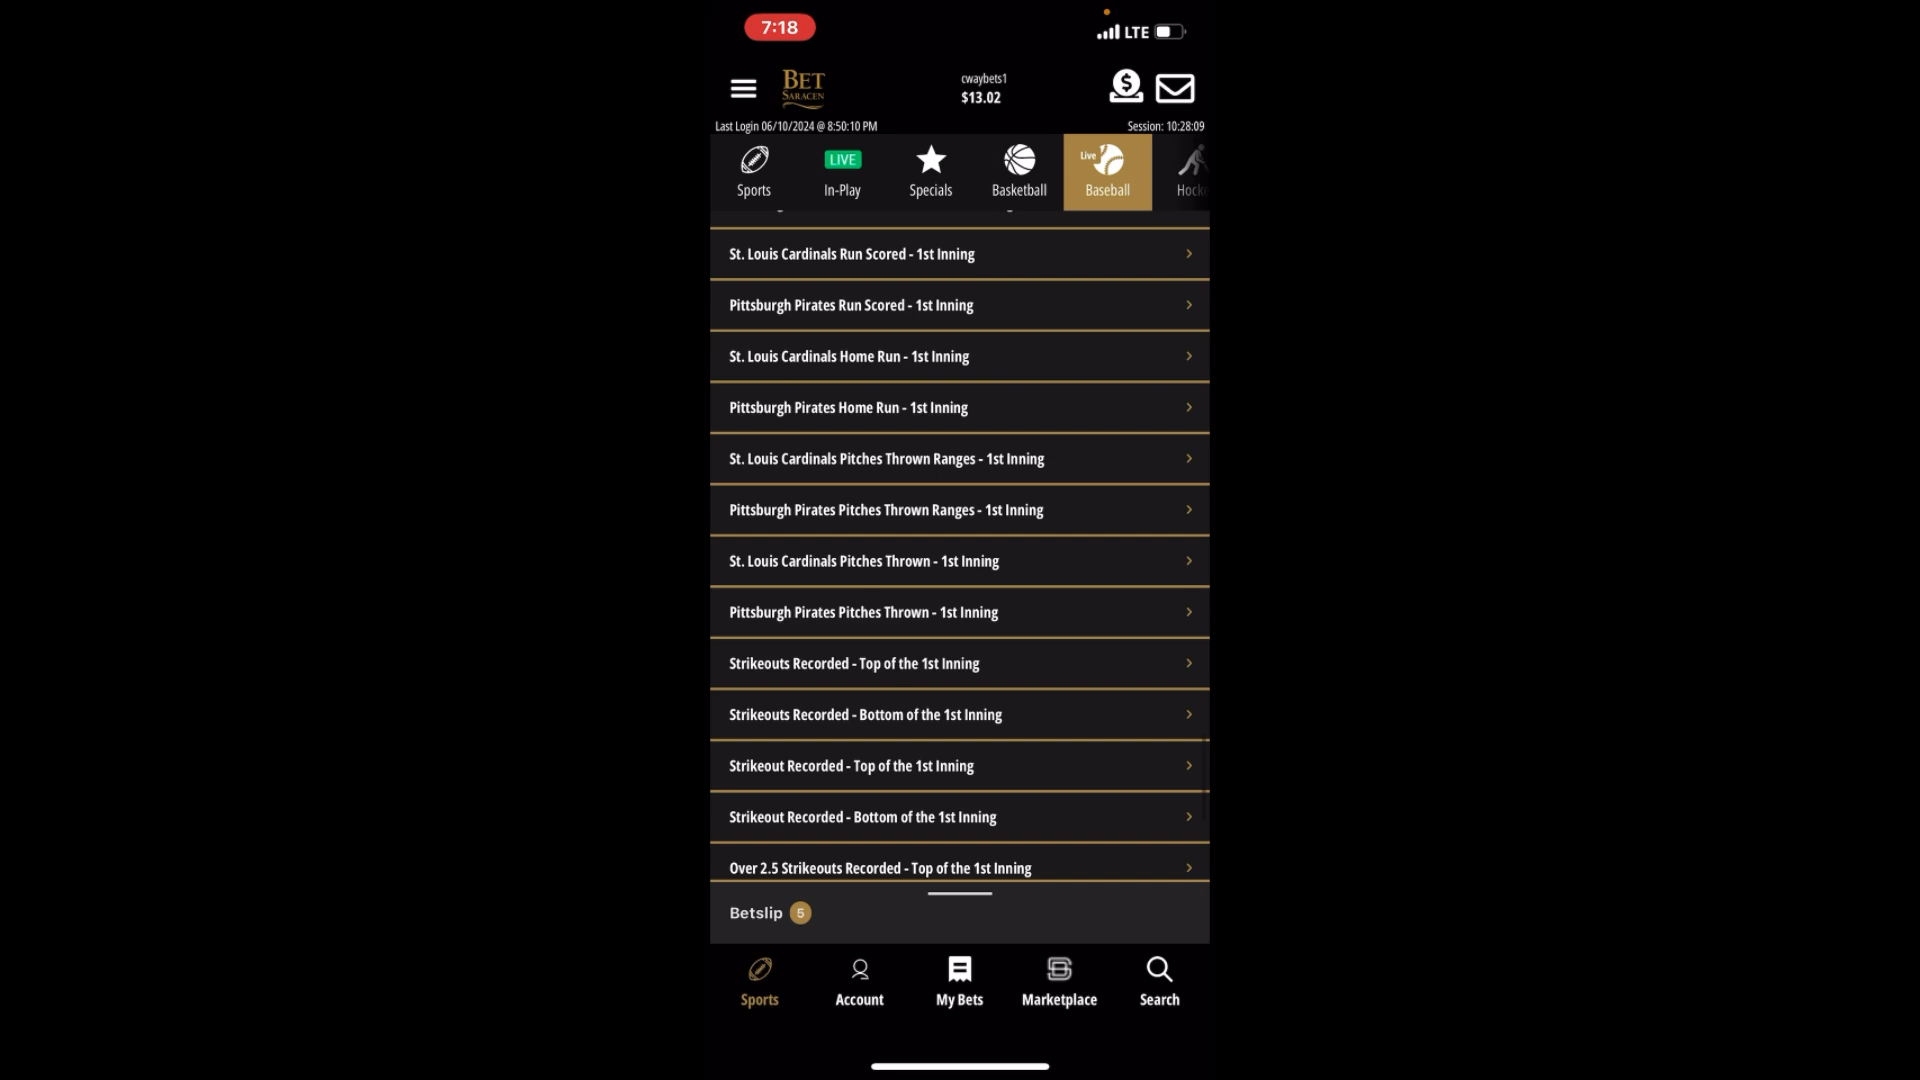 7:18
LTE
BET
SARACEN
cwaybets1
$13.02
Last Login 06/10/2024 @ 8:50:10 PM
Session: 10:28:09
LIVE
Live
Sports
In-Play
Specials
Basketball
Baseball
St. Louis Cardinals Run Scored - 1st Inning
Pittsburgh Pirates Run Scored - 1st Inning
St. Louis Cardinals Home Run - 1st Inning
Pittsburgh Pirates Home Run - 1st Inning
St. Louis Cardinals Pitches Thrown Ranges - 1st Inning
Pittsburgh Pirates Pitches Thrown Ranges - 1st Inning
St. Louis Cardinals Pitches Thrown - 1st Inning
Pittsburgh Pirates Pitches Thrown - 1st Inning
Strikeouts Recorded - Top of the 1st Inning
Strikeouts Recorded - Bottom of the 1st Inning
Strikeout Recorded - Top of the 1st Inning
Strikeout Recorded - Bottom of the 1st Inning
Over 2.5 Strikeouts Recorded - Top of the 1st Inning
Betslip 5
Sports
Account
My Bets
Marketplace
Search